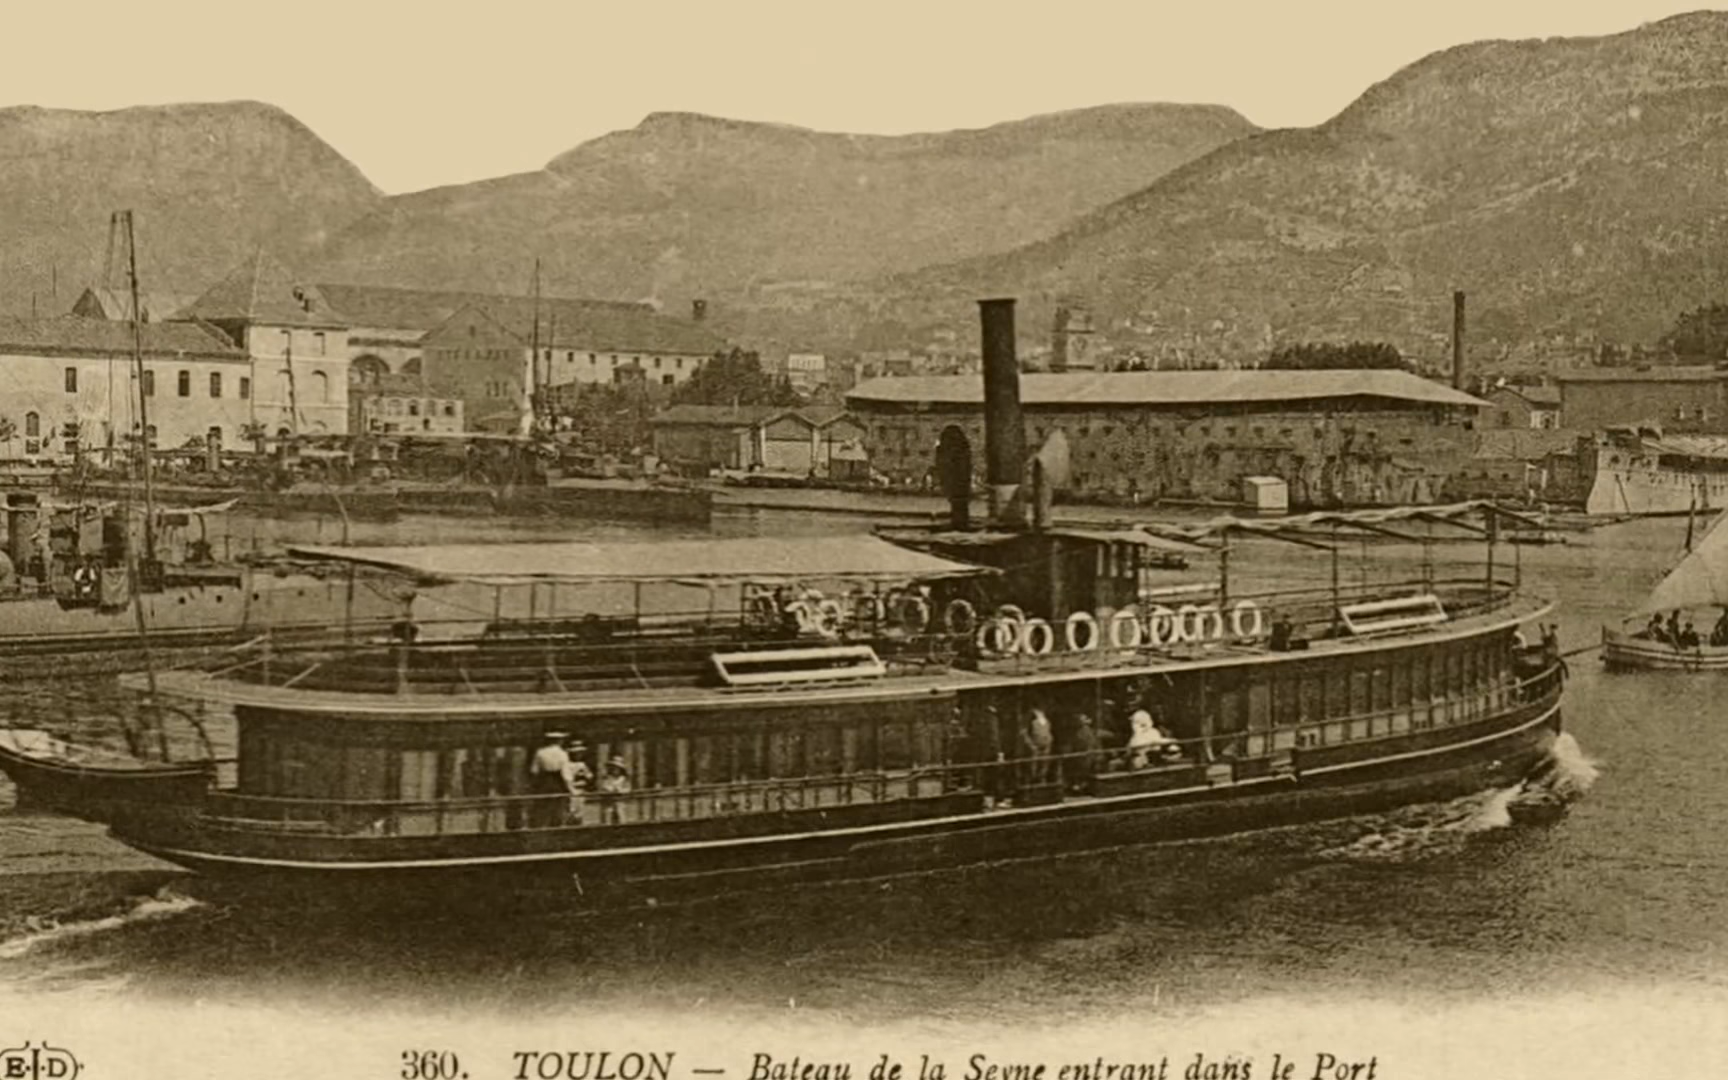 E.L.D
360. TOULON — Bateau de la Seyne entrant dans le Port